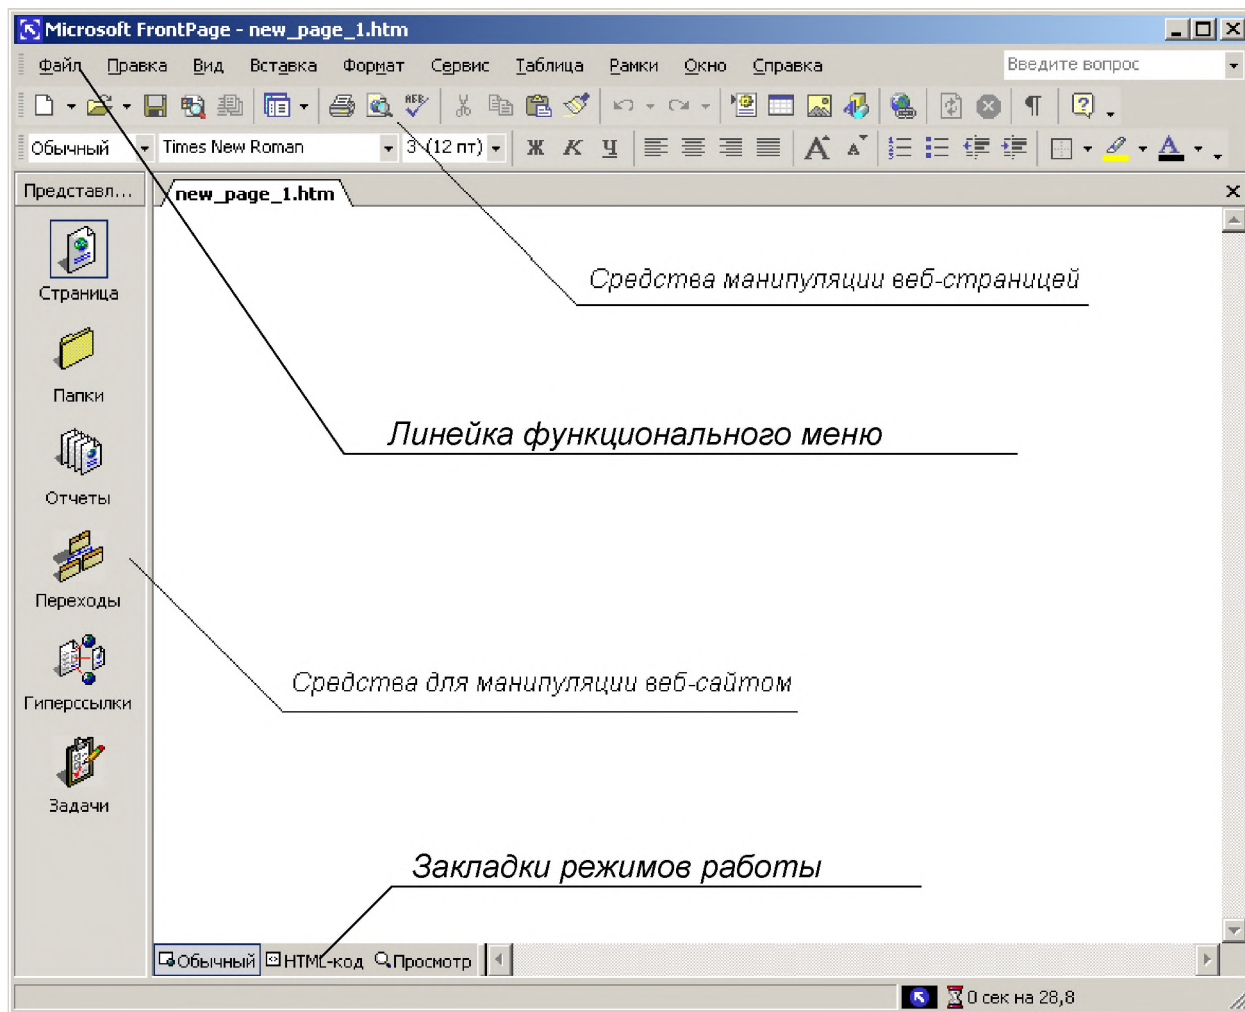 Microsoft FrontPage - new_page_1.htm
Файл Правка Вид Вставка Формат Сервис Таблица Рамки Окно Справка Введите вопрос
Обычный Times New Roman 3 (12 пт) Ж К Ч A A A
Представл... new_page_1.htm
Средства манипуляции веб-страницей
Страница
Папки
Линейка функционального меню
Отчеты
Переходы
Средства для манипуляции веб-сайтом
Гиперссылки
Задачи
Закладки режимов работы
Обычный HTML-код Просмотр
0 сек на 28,8